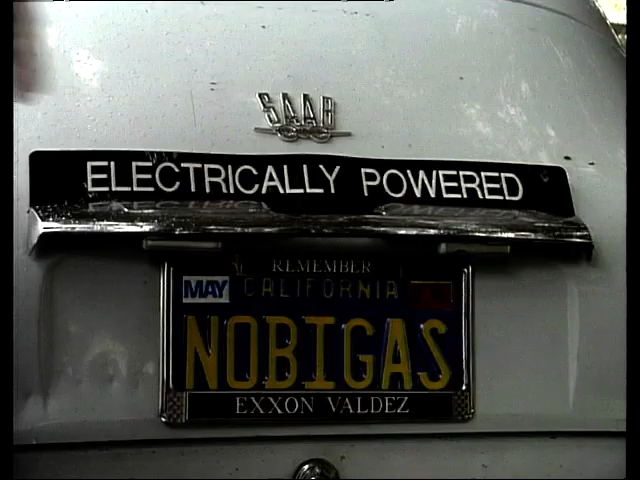 SAAB
ELECTRICALLY POWERED
REMEMBER
MAY CALIFORNIA
NOBIGAS
EXXON VALDEZ